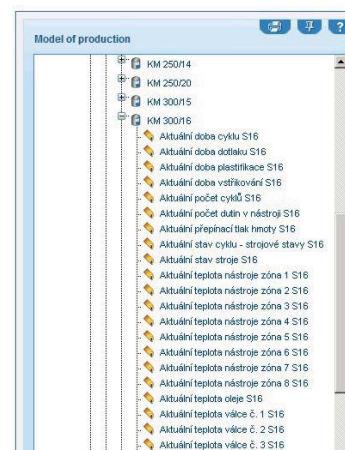 Model of production
?
KM 250/14
KM 250/20
KM 300/15
KM 300/16
Aktuální doba cyklu S16
Aktuální doba dotlaku S16
Aktuální doba plastifikace S16
Aktuální doba vstřikování S16
Aktuální počet cyklů S16
Aktuální počet dutin v nástroji S16
Aktuální přepínací tlak hmoty S16
Aktuální stav cyklu - strojové stavy S16
Aktuální stav stroje S16
Aktuální teplota nástroje zóna 1 S16
Aktuální teplota nástroje zóna 2 S16
Aktuální teplota nástroje zóna 3 S16
Aktuální teplota nástroje zóna 4 S16
Aktuální teplota nástroje zóna 5 S16
Aktuální teplota nástroje zóna 6 S16
Aktuální teplota nástroje zóna 7 S16
Aktuální teplota nástroje zóna 8 S16
Aktuální teplota oleje S16
Aktuální teplota válce č. 1 S16
Aktuální teplota válce č. 2 S16
Aktuální teplota válce č. 3 S16